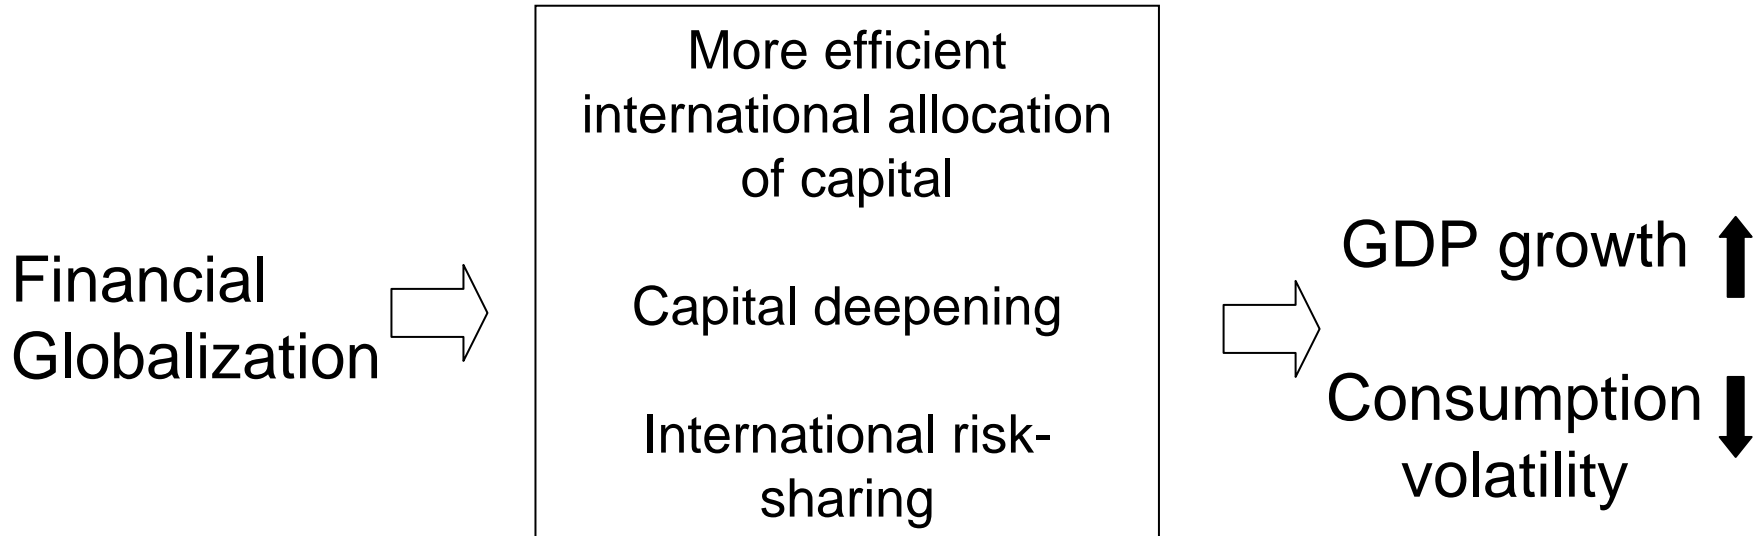 Financial
Globalization
More efficient
international allocation
of capital
Capital deepening
International risk-
sharing
GDP growth
Consumption
volatility